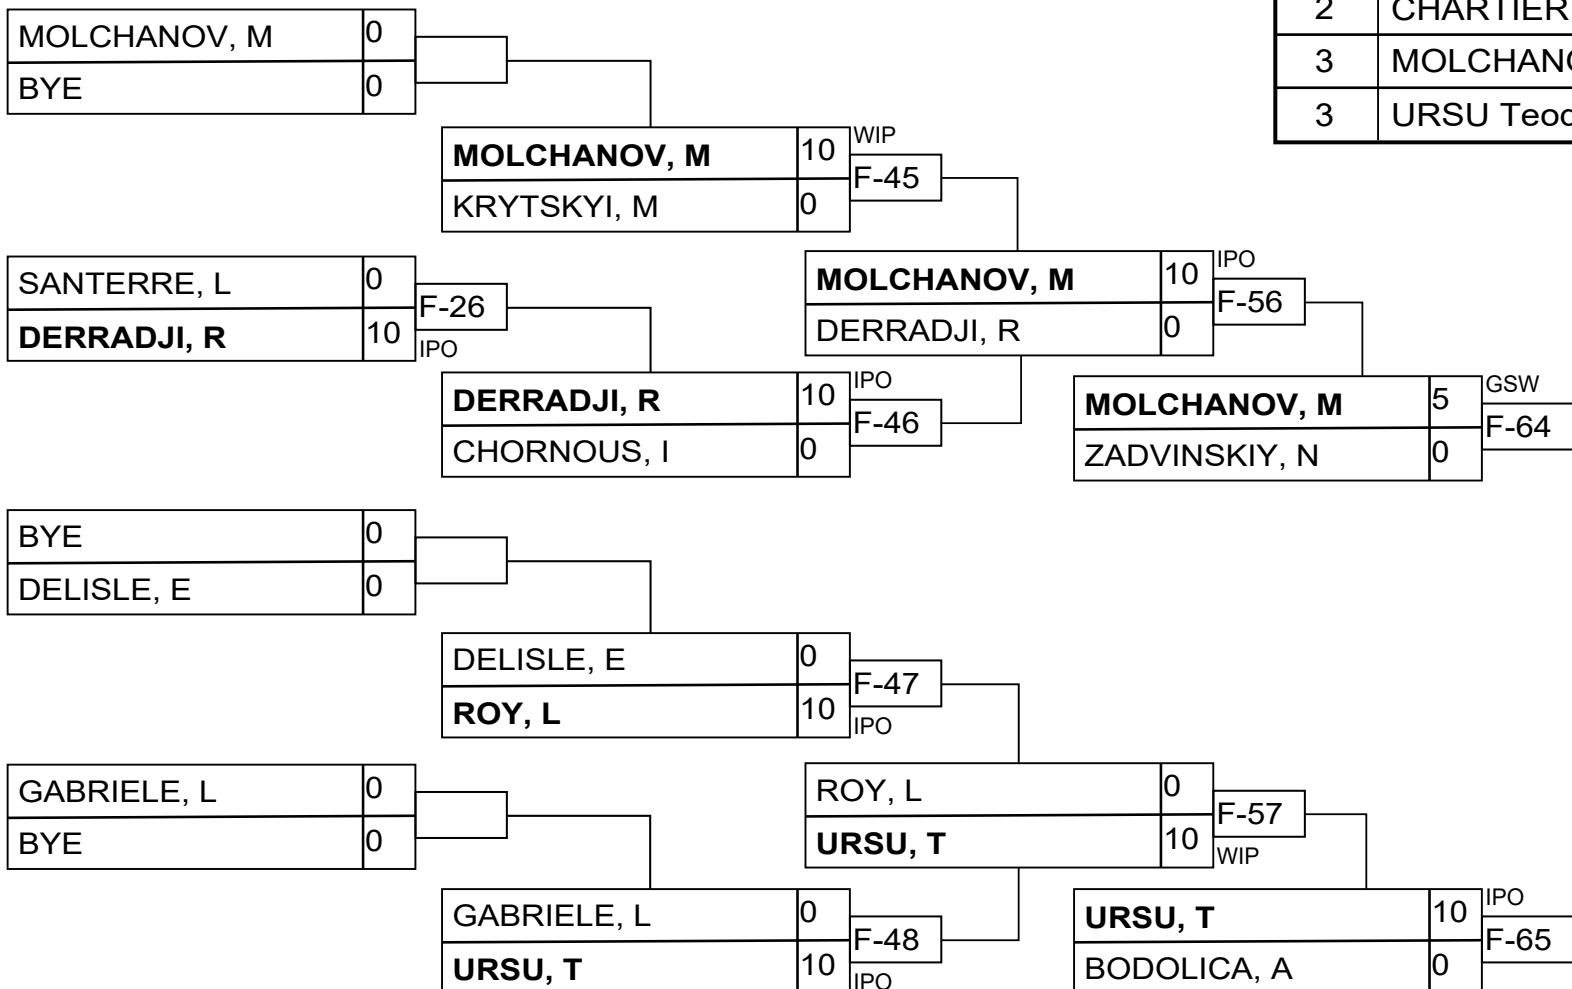 2 CHARTIER
3 MOLCHANO
3 URSU Teoc
MOLCHANOV, M 0
BYE 0
MOLCHANOV, M 10 WIP
F-45
KRYTSKYI, M 0
SANTERRE, L 0
F-26
DERRADJI, R 10 IPO
MOLCHANOV, M 10 IPO
F-56
DERRADJI, R 0
DERRADJI, R 10 IPO
F-46
CHORNOUS, I 0
MOLCHANOV, M 5 GSW
F-64
ZADVINSKIY, N 0
BYE 0
DELISLE, E 0
DELISLE, E 0
F-47
ROY, L 10 IPO
GABRIELE, L 0
BYE 0
ROY, L 0
F-57
URSU, T 10 WIP
GABRIELE, L 0
F-48
URSU, T 10 IPO
URSU, T 10 IPO
F-65
BODOLICA, A 0